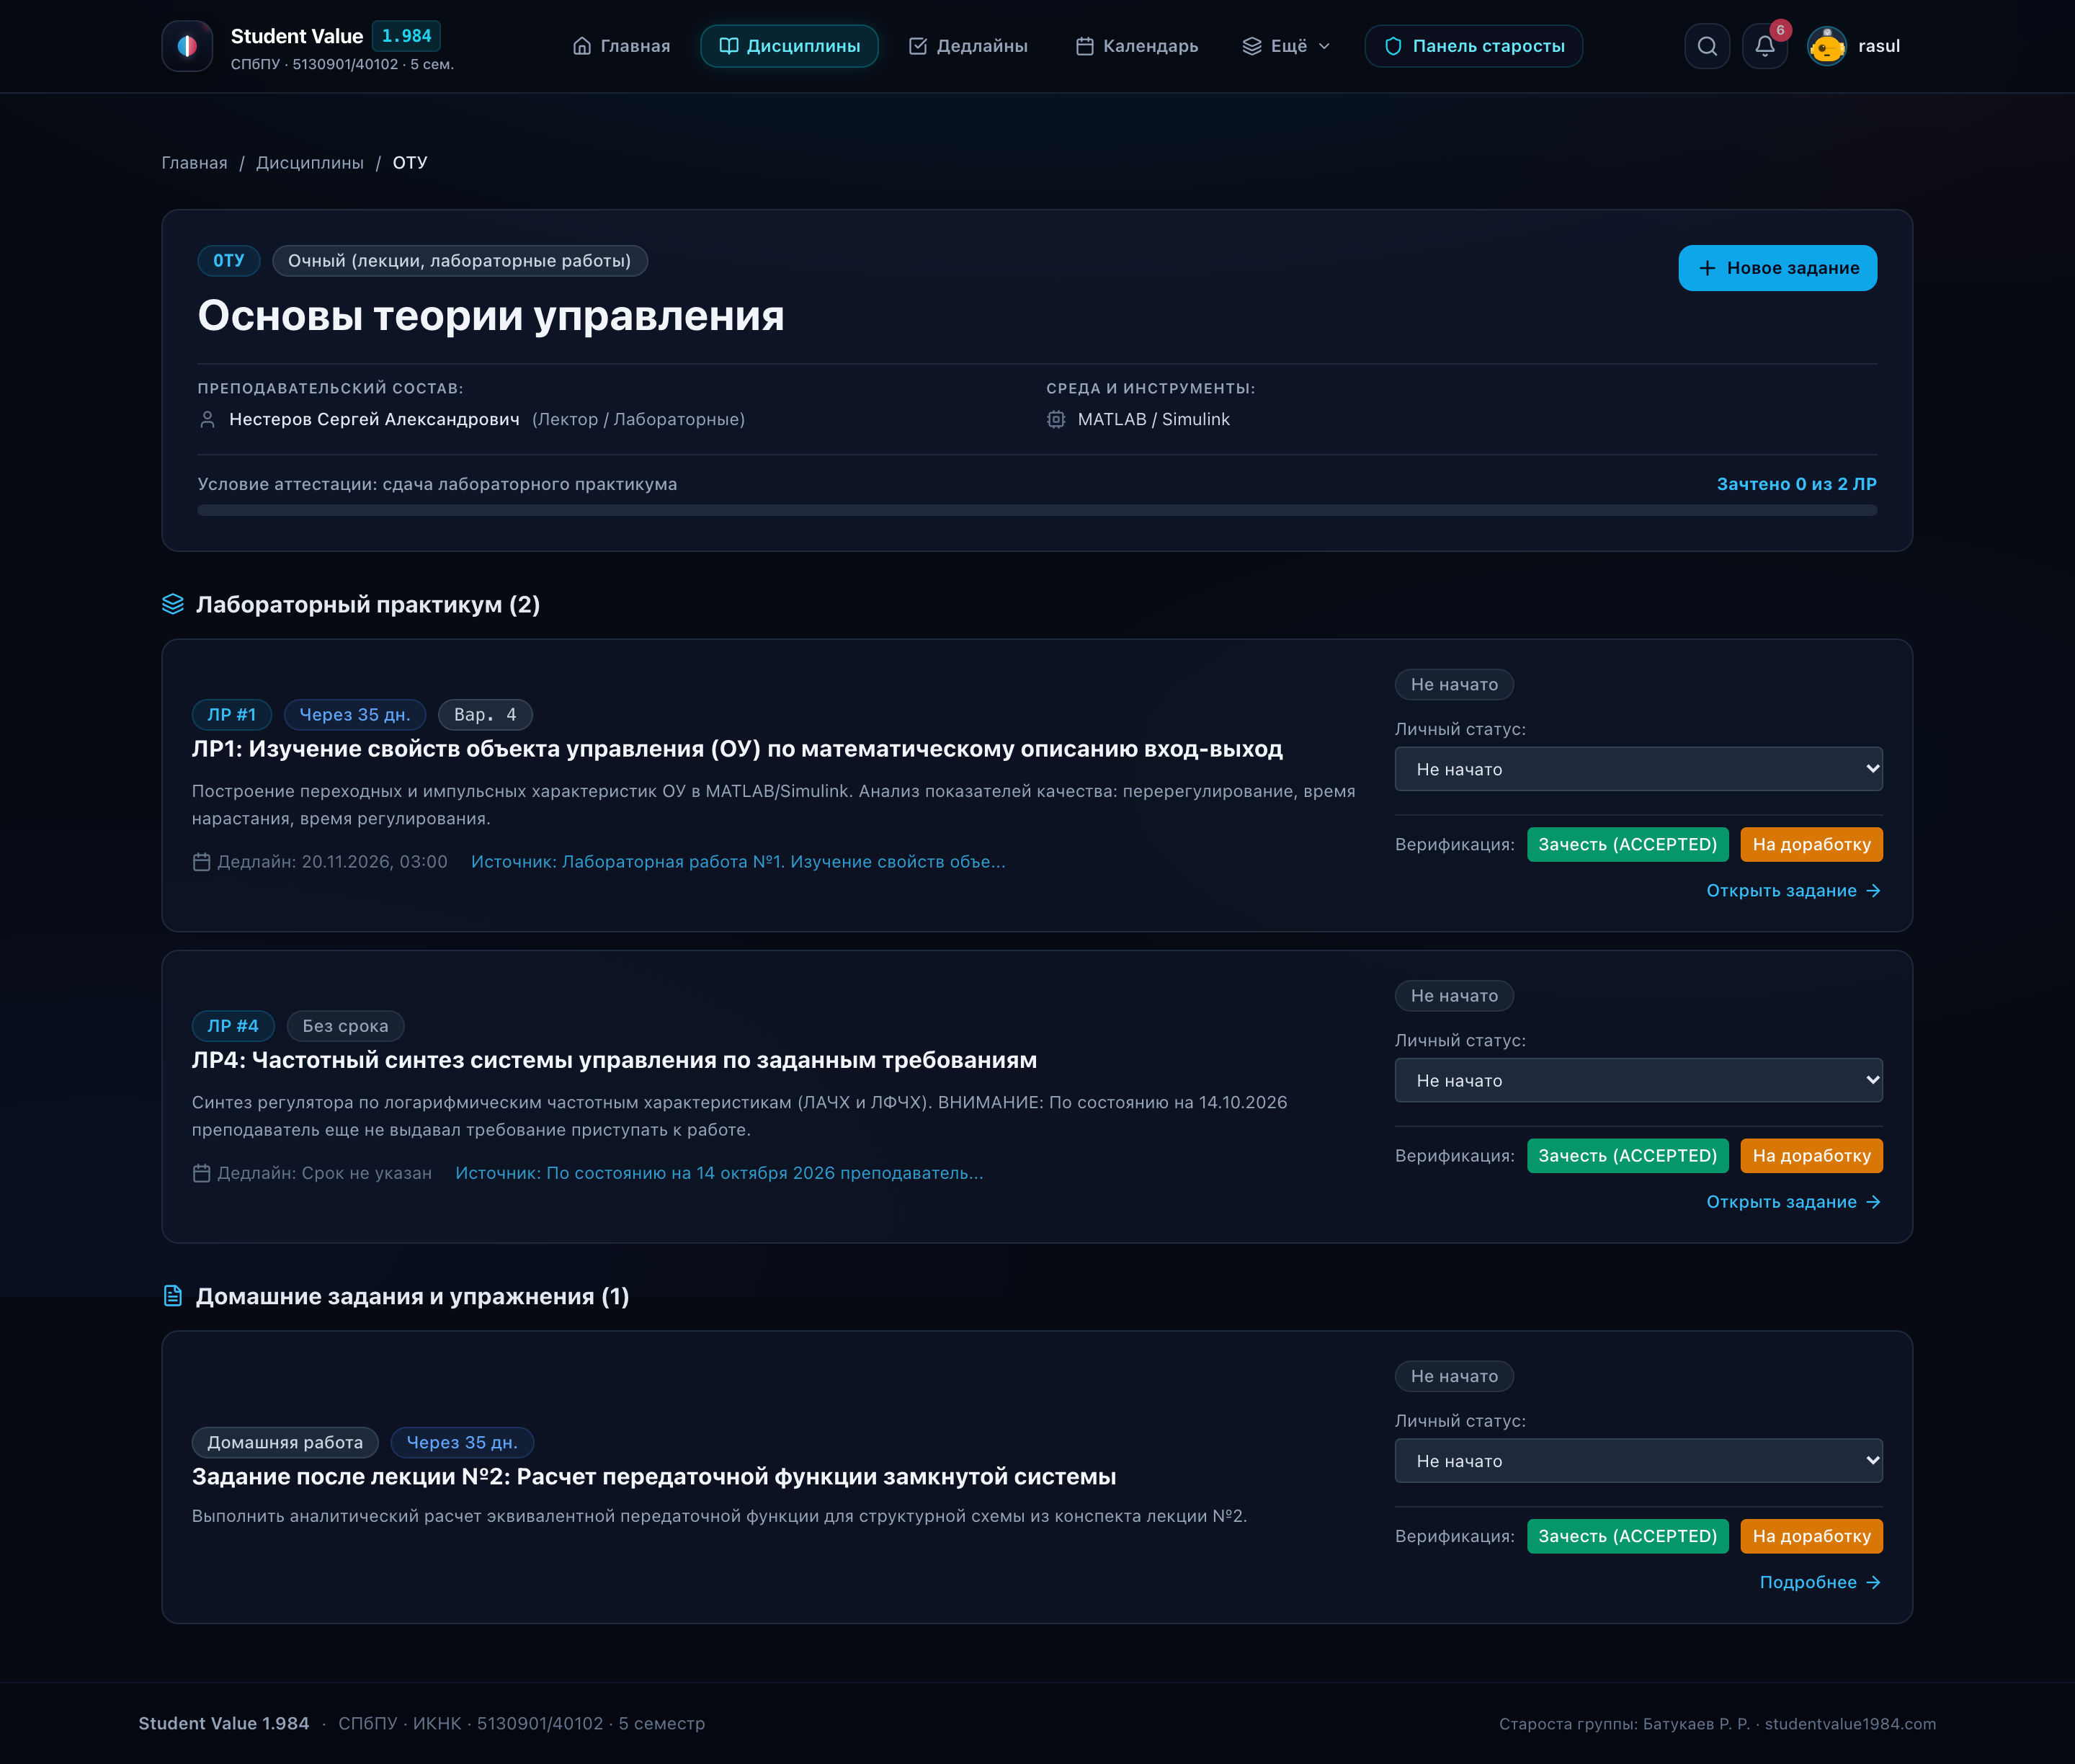 Student Value 1.984
СПбПУ · 5130901/40102 · 5 сем.
Главная
Дисциплины
Дедлайны
Календарь
Ещё
Панель старосты
6
rasul
Главная / Дисциплины / ОТУ
ОТУ
Очный (лекции, лабораторные работы)
Новое задание
Основы теории управления
ПРЕПОДАВАТЕЛЬСКИЙ СОСТАВ:
Нестеров Сергей Александрович (Лектор / Лабораторные)
СРЕДА И ИНСТРУМЕНТЫ:
MATLAB / Simulink
Условие аттестации: сдача лабораторного практикума
Зачтено 0 из 2 ЛР
Лабораторный практикум (2)
ЛР #1
Через 35 дн.
Вар. 4
ЛР1: Изучение свойств объекта управления (ОУ) по математическому описанию вход-выход
Построение переходных и импульсных характеристик ОУ в MATLAB/Simulink. Анализ показателей качества: перерегулирование, время
нарастания, время регулирования.
Дедлайн: 20.11.2026, 03:00
Источник: Лабораторная работа №1. Изучение свойств объе...
Не начато
Личный статус:
Не начато
Верификация:
Зачесть (ACCEPTED)
На доработку
Открыть задание →
ЛР #4
Без срока
ЛР4: Частотный синтез системы управления по заданным требованиям
Синтез регулятора по логарифмическим частотным характеристикам (ЛАЧХ и ЛФЧХ). ВНИМАНИЕ: По состоянию на 14.10.2026
преподаватель еще не выдавал требование приступать к работе.
Дедлайн: Срок не указан
Источник: По состоянию на 14 октября 2026 преподаватель...
Не начато
Личный статус:
Не начато
Верификация:
Зачесть (ACCEPTED)
На доработку
Открыть задание →
Домашние задания и упражнения (1)
Домашняя работа
Через 35 дн.
Задание после лекции №2: Расчет передаточной функции замкнутой системы
Выполнить аналитический расчет эквивалентной передаточной функции для структурной схемы из конспекта лекции №2.
Не начато
Личный статус:
Не начато
Верификация:
Зачесть (ACCEPTED)
На доработку
Подробнее →
Student Value 1.984 · СПбПУ · ИКНК · 5130901/40102 · 5 семестр
Староста группы: Батукаев Р. Р. · studentvalue1984.com